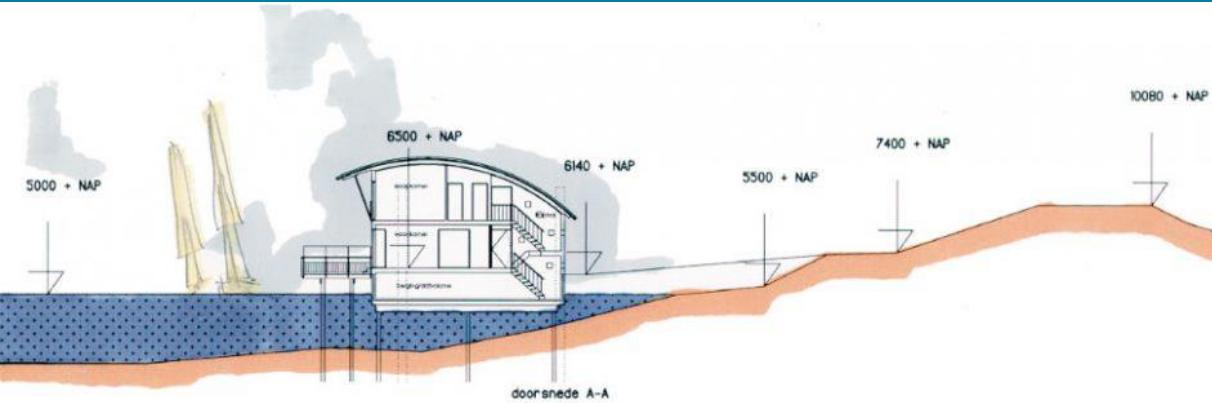 10080 + NAP
7400 + NAP
6500 + NAP
6140 + NAP
5500 + NAP
5000 + NAP
doorsnede A-A